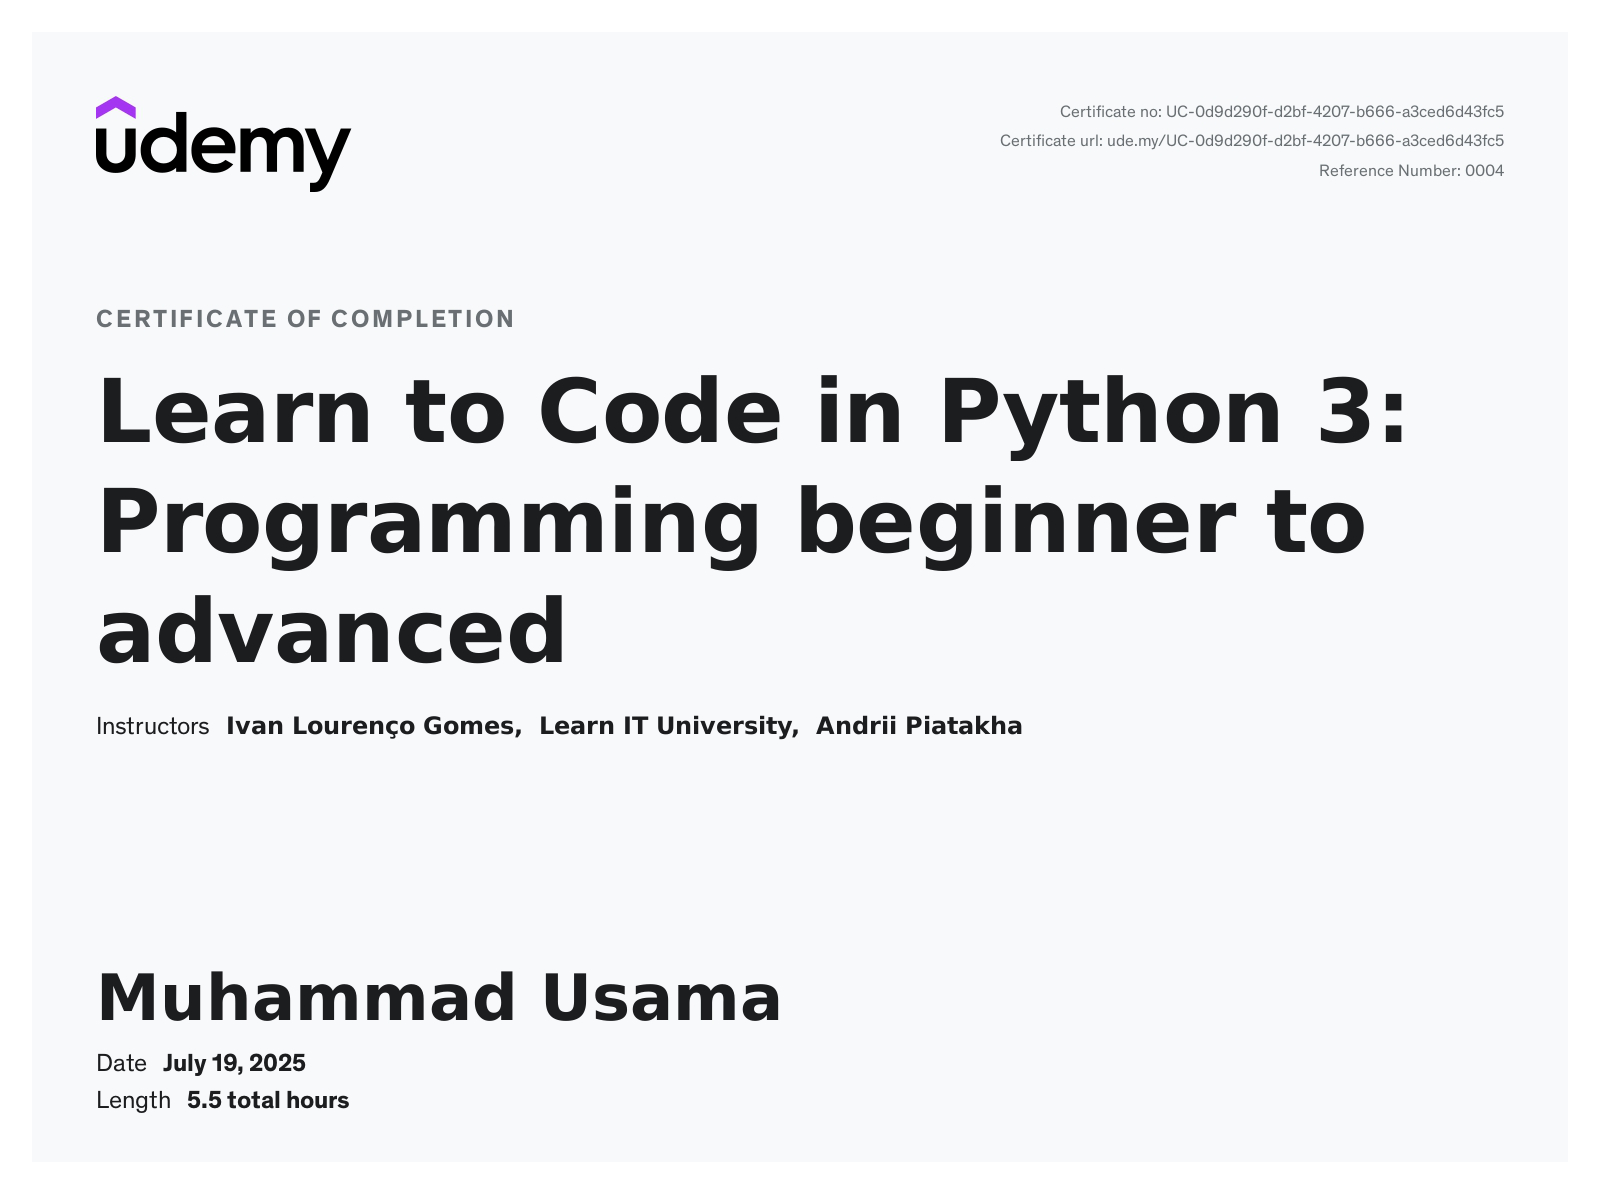 udemy
Certificate no: UC-0d9d290f-d2bf-4207-b666-a3ced6d43fc5
Certificate url: ude.my/UC-0d9d290f-d2bf-4207-b666-a3ced6d43fc5
Reference Number: 0004
CERTIFICATE OF COMPLETION
Learn to Code in Python 3:
Programming beginner to
advanced
Instructors Ivan Lourenço Gomes, Learn IT University, Andrii Piatakha
Muhammad Usama
Date July 19, 2025
Length 5.5 total hours